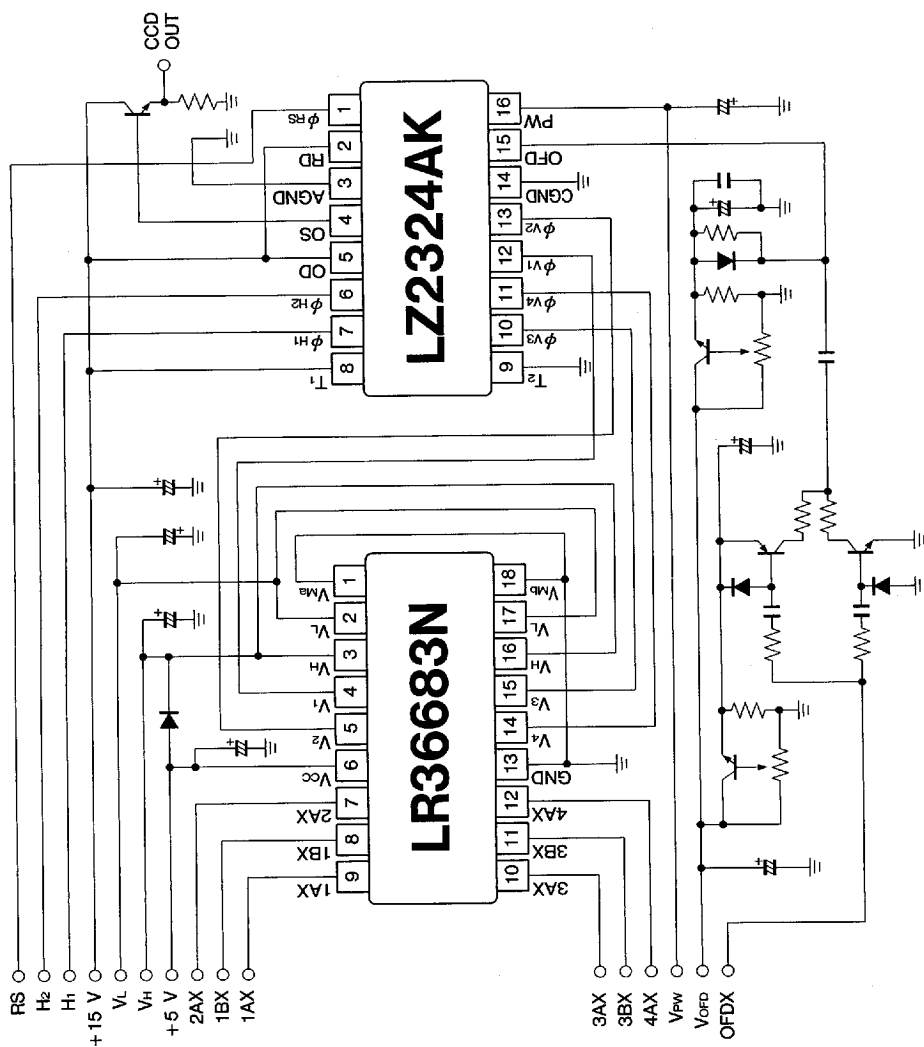 CCD
OUT
LZ2324AK
1
2
3
4
5
6
7
8
φRS
RD
AGND
OS
OD
φH2
φH1
T1
16
15
14
13
12
11
10
9
PW
OFD
CGND
φV2
φV1
φV4
φV3
T2
LR36683N
1
2
3
4
5
6
7
8
9
VMa
VL
VH
V1
V2
VCC
2AX
1BX
1AX
18
17
16
15
14
13
12
11
10
VMb
VL
VH
V3
V4
GND
4AX
3BX
3AX
+
+
+
+
+
+
+
+
RS
H2
H1
+15 V
VL
VH
+5 V
2AX
1BX
1AX
3AX
3BX
4AX
VPW
VOFD
OFDX